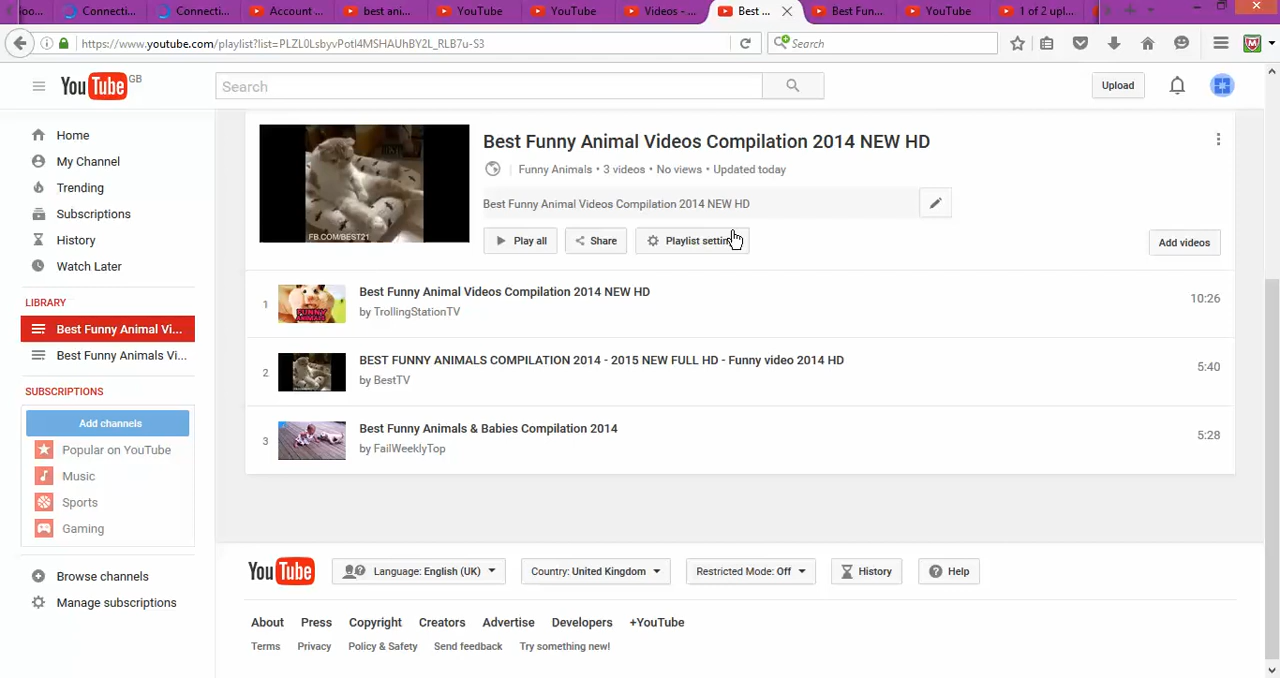 oo...
Connecti...
Connecti...
Account ...
best ani...
YouTube
YouTube
Videos - ...
Best ...
Best Fun...
YouTube
1 of 2 upl...
https://www.youtube.com/playlist?list=PLZL0LsbyvPotI4MSHAUhBY2L_RLB7u-S3
Search
YouTube GB
Search
Upload
Home
My Channel
Trending
Subscriptions
History
Watch Later
LIBRARY
Best Funny Animal Vi...
Best Funny Animals Vi...
SUBSCRIPTIONS
Add channels
Popular on YouTube
Music
Sports
Gaming
Browse channels
Manage subscriptions
FB.COM/BEST21
Best Funny Animal Videos Compilation 2014 NEW HD
Funny Animals • 3 videos • No views • Updated today
Best Funny Animal Videos Compilation 2014 NEW HD
Play all
Share
Playlist settin
Add videos
1
FUNNY
ANIMALS
Best Funny Animal Videos Compilation 2014 NEW HD
by TrollingStationTV
10:26
2
BEST FUNNY ANIMALS COMPILATION 2014 - 2015 NEW FULL HD - Funny video 2014 HD
by BestTV
5:40
3
Best Funny Animals & Babies Compilation 2014
by FailWeeklyTop
5:28
YouTube
Language: English (UK)
Country: United Kingdom
Restricted Mode: Off
History
Help
About
Press
Copyright
Creators
Advertise
Developers
+YouTube
Terms
Privacy
Policy & Safety
Send feedback
Try something new!